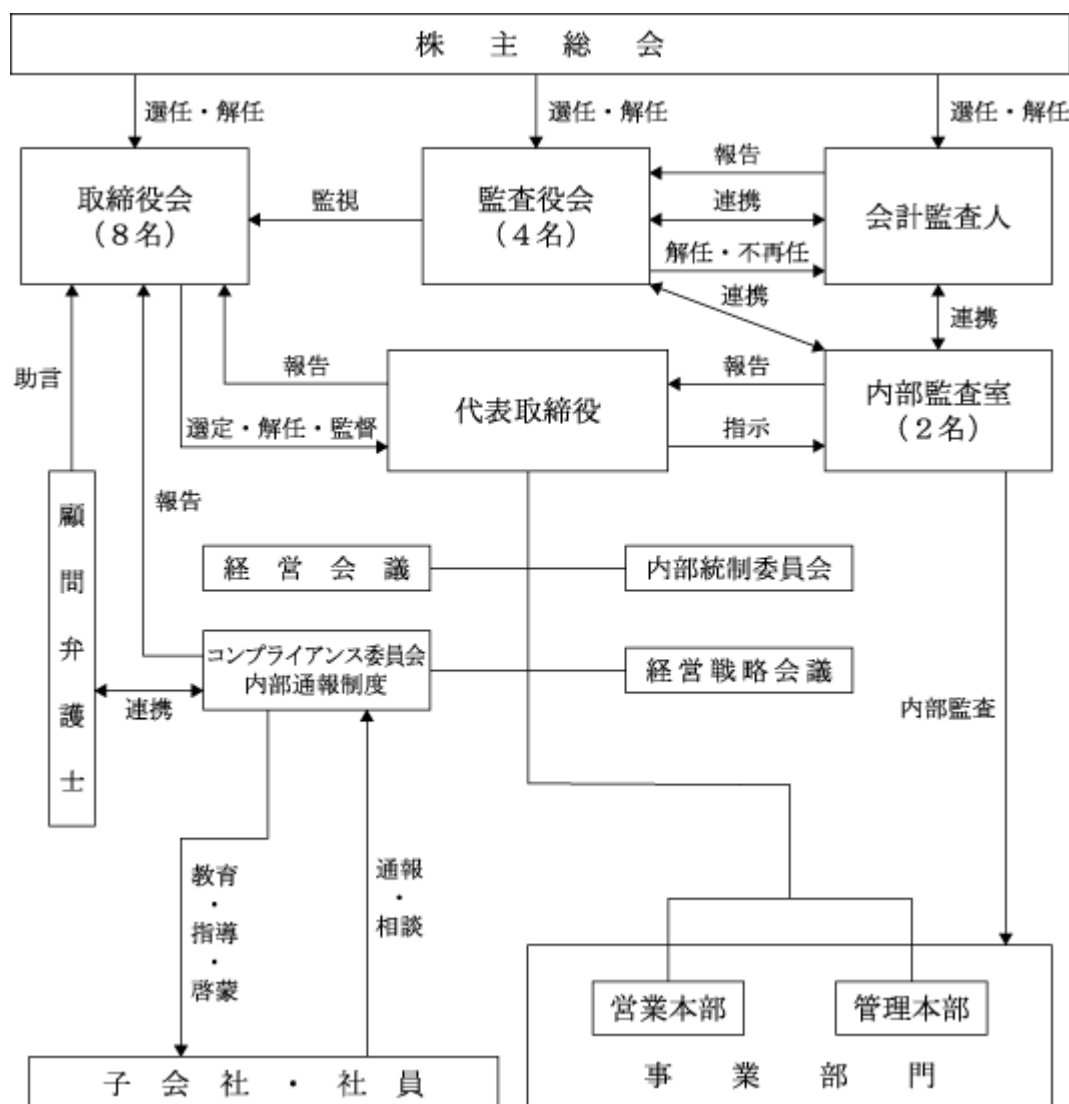 株主総会
選任・解任
選任・解任
選任・解任
取締役会
（８名）
監視
監査役会
（４名）
報告
連携
解任・不再任
会計監査人
連携
連携
助言
報告
選定・解任・監督
代表取締役
報告
指示
内部監査室
（２名）
顧問弁護士
報告
経営会議
内部統制委員会
コンプライアンス委員会
内部通報制度
経営戦略会議
連携
内部監査
教育
・
指導
・
啓蒙
通報
・
相談
営業本部
管理本部
事業部門
子会社・社員